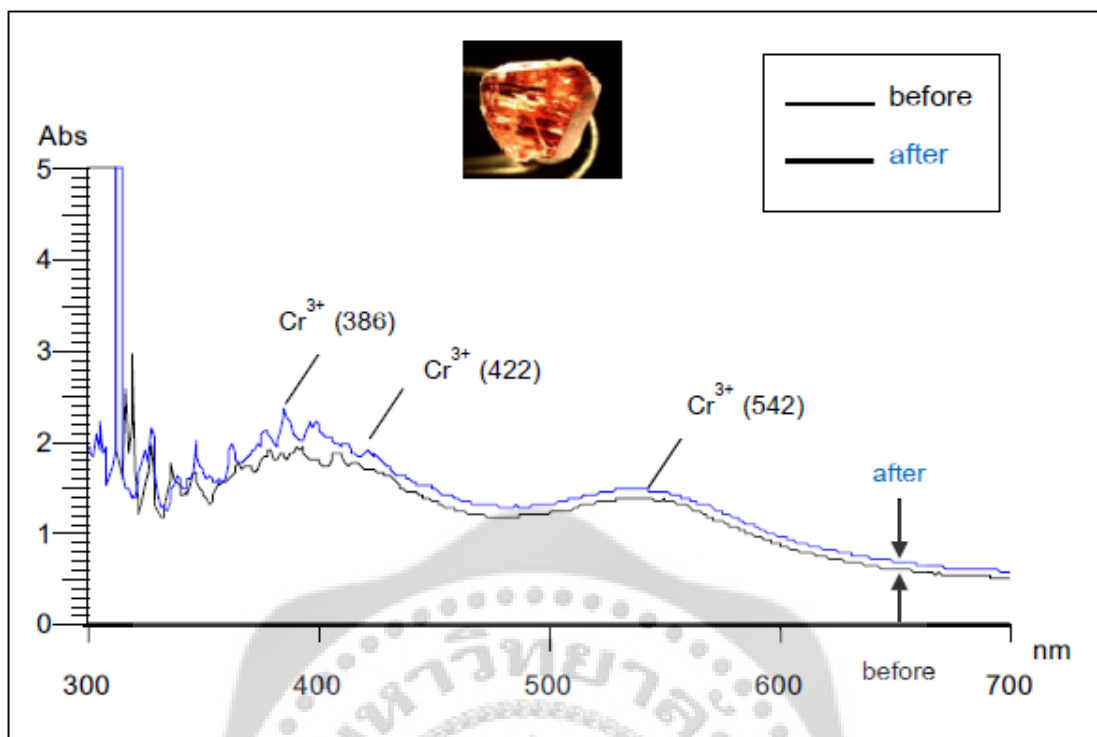 before
after
Abs
5
4
3
2
1
0
Cr³⁺ (386)
Cr³⁺ (422)
Cr³⁺ (542)
after
before
nm
300
400
500
600
700